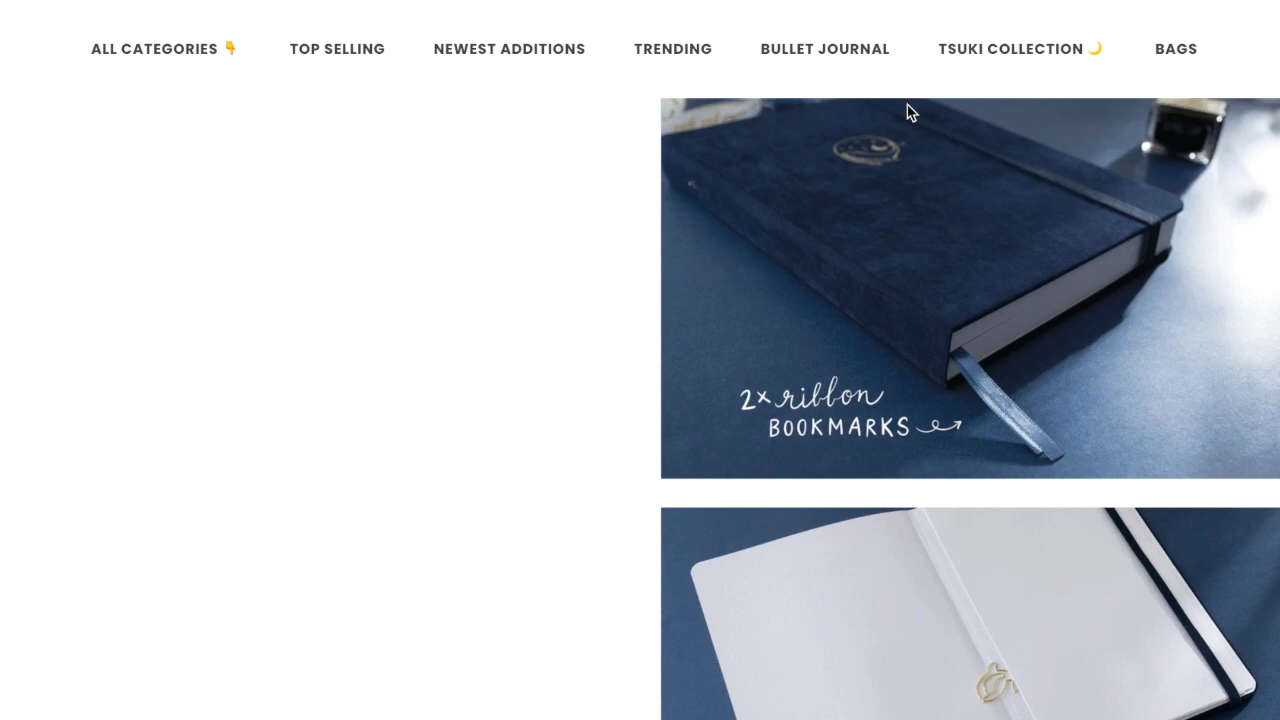 ALL CATEGORIES 👇 TOP SELLING NEWEST ADDITIONS TRENDING BULLET JOURNAL TSUKI COLLECTION 🌙 BAGS
2x ribbon
BOOKMARKS